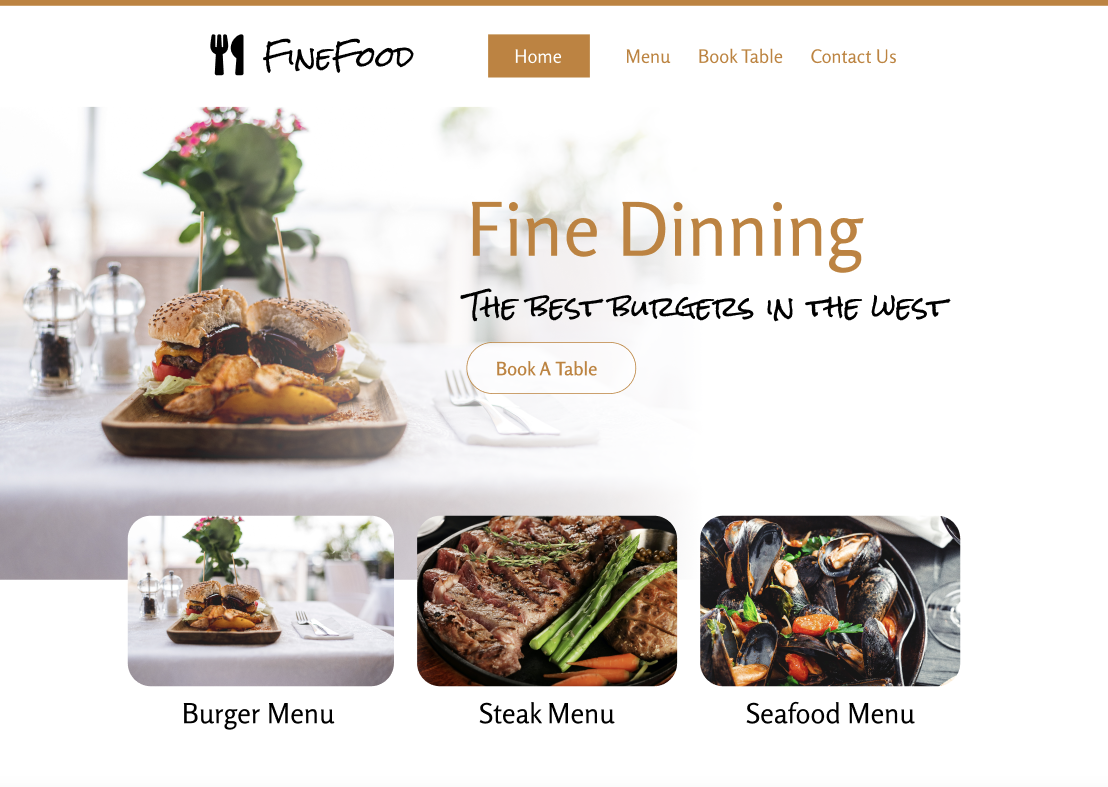 FineFood
Home
Menu
Book Table
Contact Us
Fine Dinning
The best burgers in the west
Book A Table
Burger Menu
Steak Menu
Seafood Menu